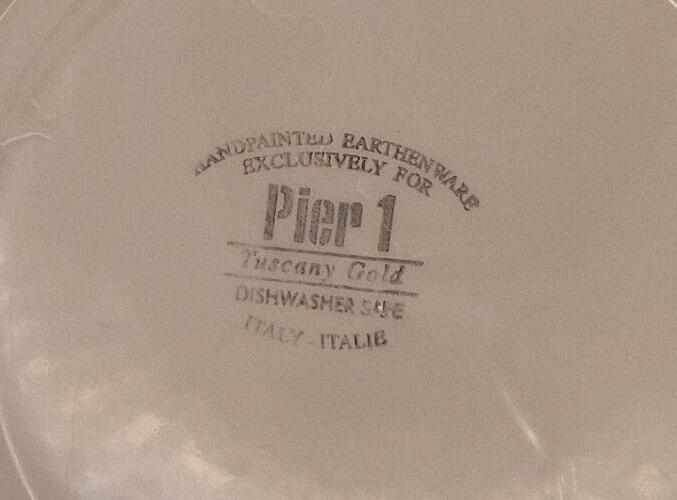 HANDPAINTED EARTHENWARE
EXCLUSIVELY FOR
Pier 1
Tuscany Gold
DISHWASHER SAFE
ITALY - ITALIE